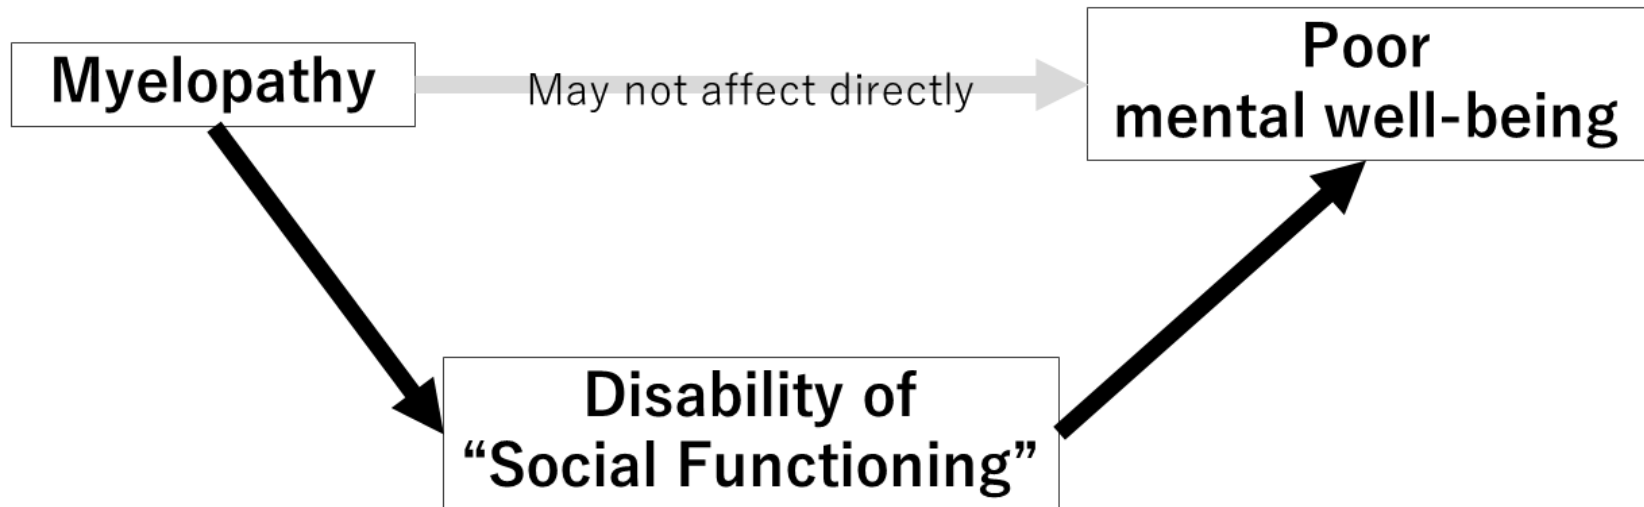 Myelopathy
May not affect directly
Poor
mental well-being
Disability of
“Social Functioning”